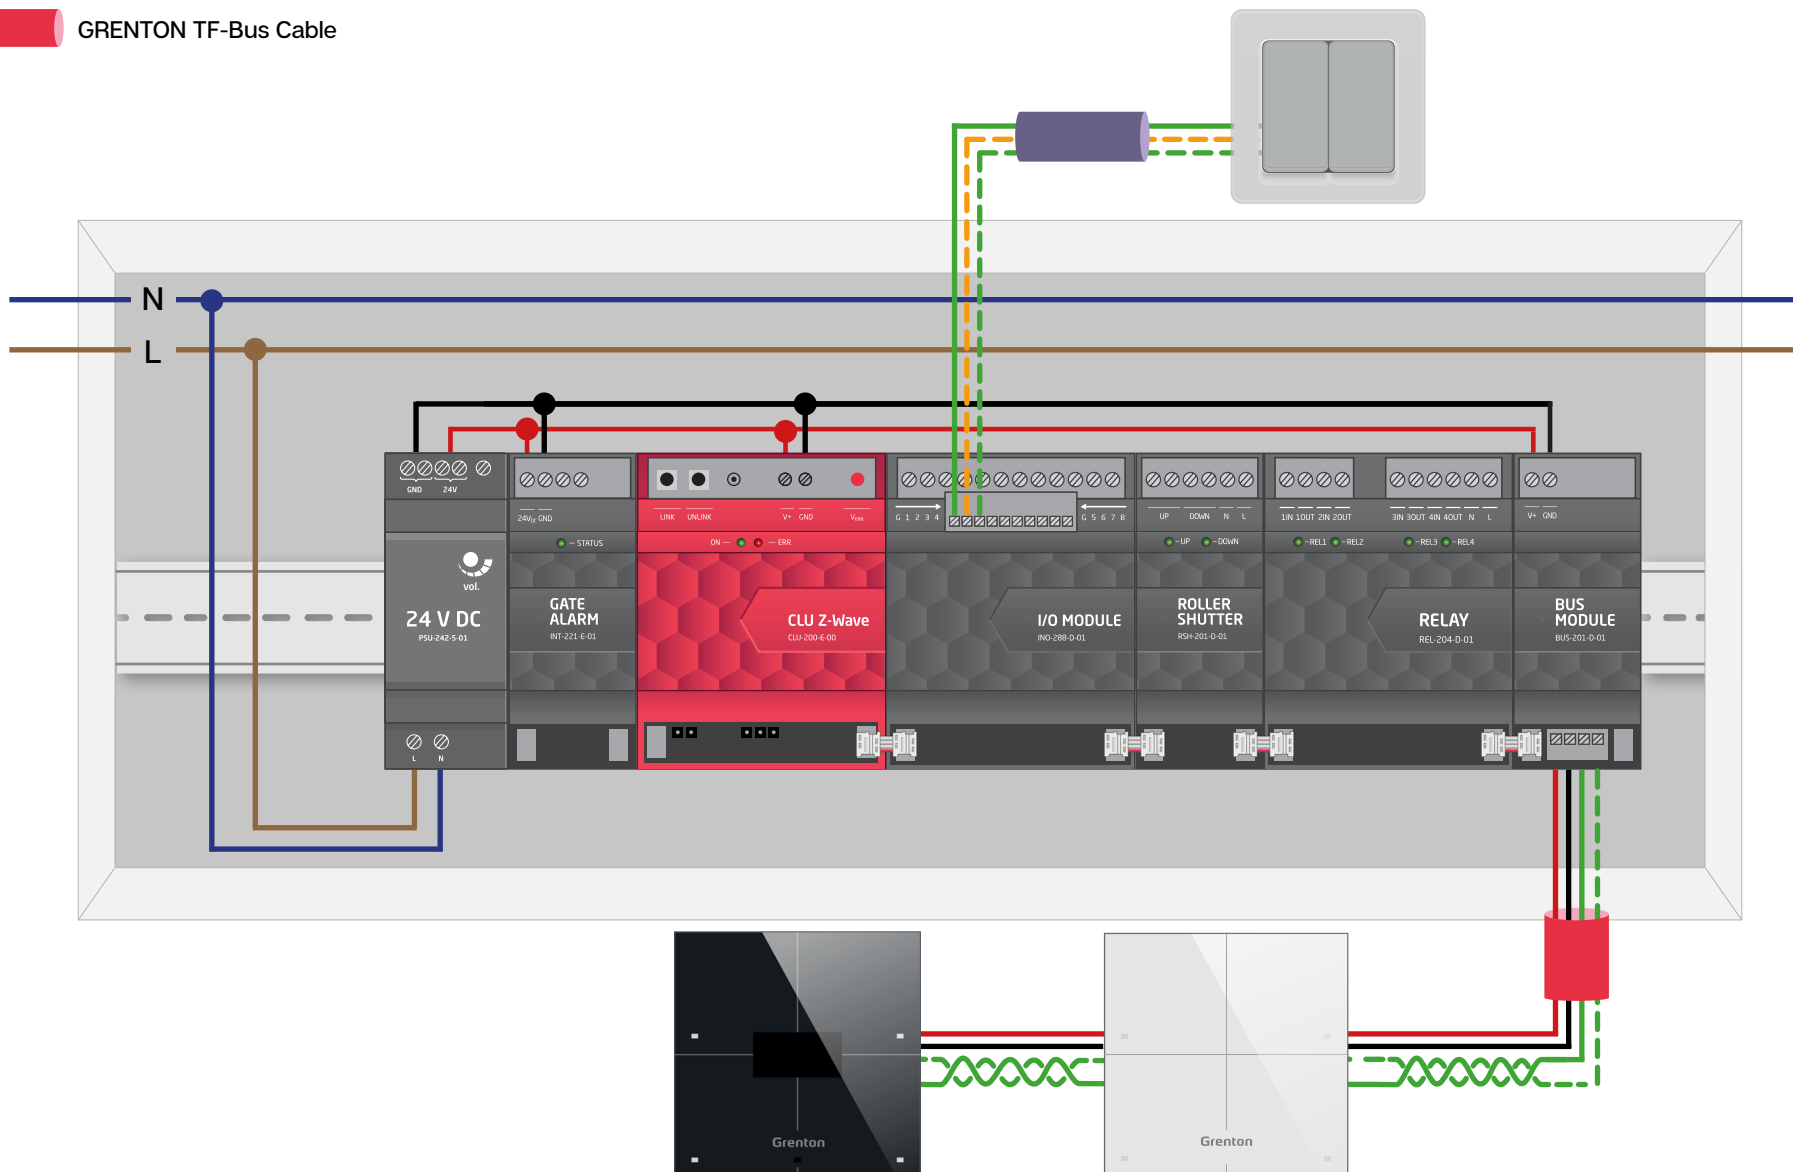 GRENTON TF-Bus Cable
N
L
GND 24V
24VDC GND
LINK UNLINK V+ GND VERR
G 1 2 3 4
G 5 6 7 8
UP DOWN N L
1IN 1OUT 2IN 2OUT
3IN 3OUT 4IN 4OUT N L
V+ GND
STATUS
ON ERR
UP DOWN
REL1 REL2
REL3 REL4
vol.
24 V DC
PSU-242-S-01
GATE
ALARM
INT-221-E-01
CLU Z-Wave
CLU-200-E-00
I/O MODULE
INO-288-D-01
ROLLER
SHUTTER
RSH-201-D-01
RELAY
REL-204-D-01
BUS
MODULE
BUS-201-D-01
L N
Grenton
Grenton